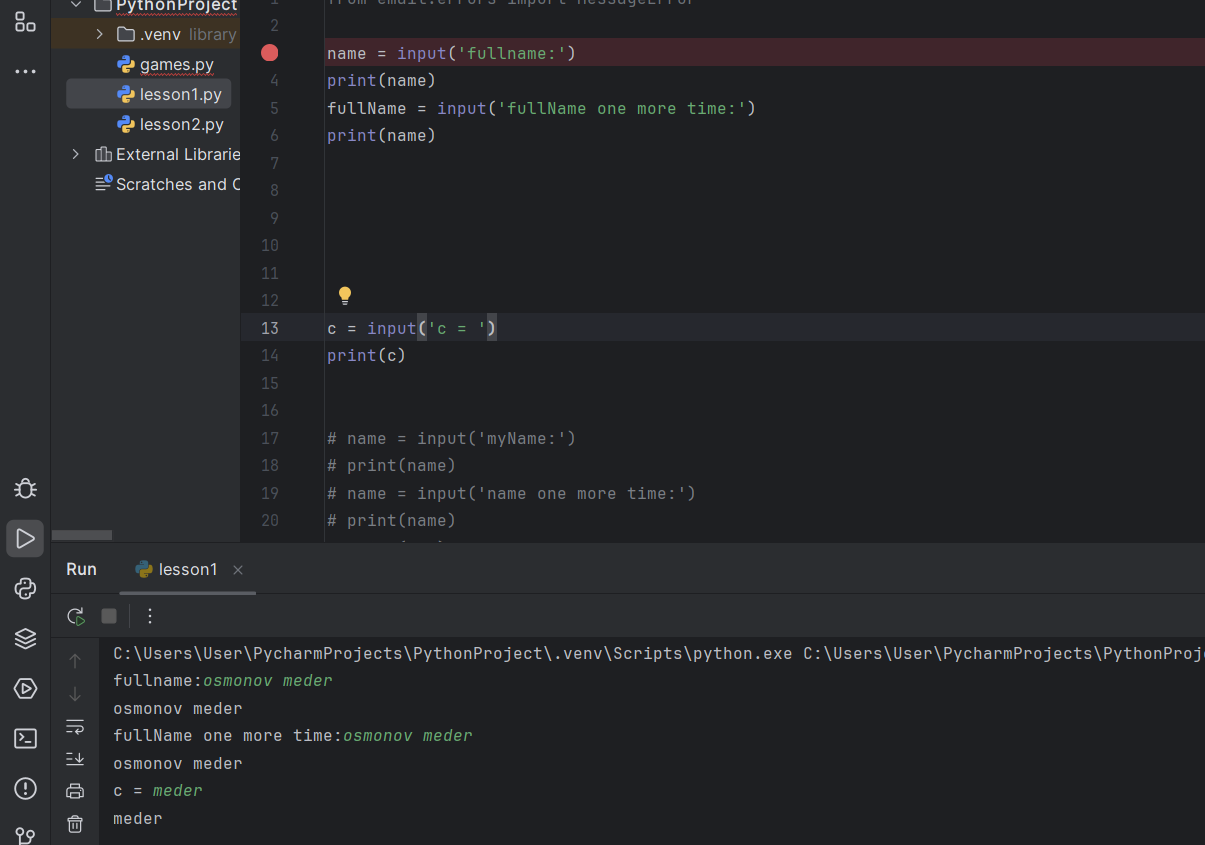 PythonProject
.venv library
games.py
lesson1.py
lesson2.py
External Librarie
Scratches and C
1 from email.errors import MessageError
2
name = input('fullname:')
4 print(name)
5 fullName = input('fullName one more time:')
6 print(name)
7
8
9
10
11
12
13 c = input('c = ')
14 print(c)
15
16
17 # name = input('myName:')
18 # print(name)
19 # name = input('name one more time:')
20 # print(name)
Run lesson1
C:\Users\User\PycharmProjects\PythonProject\.venv\Scripts\python.exe C:\Users\User\PycharmProjects\PythonProj
fullname:osmonov meder
osmonov meder
fullName one more time:osmonov meder
osmonov meder
c = meder
meder